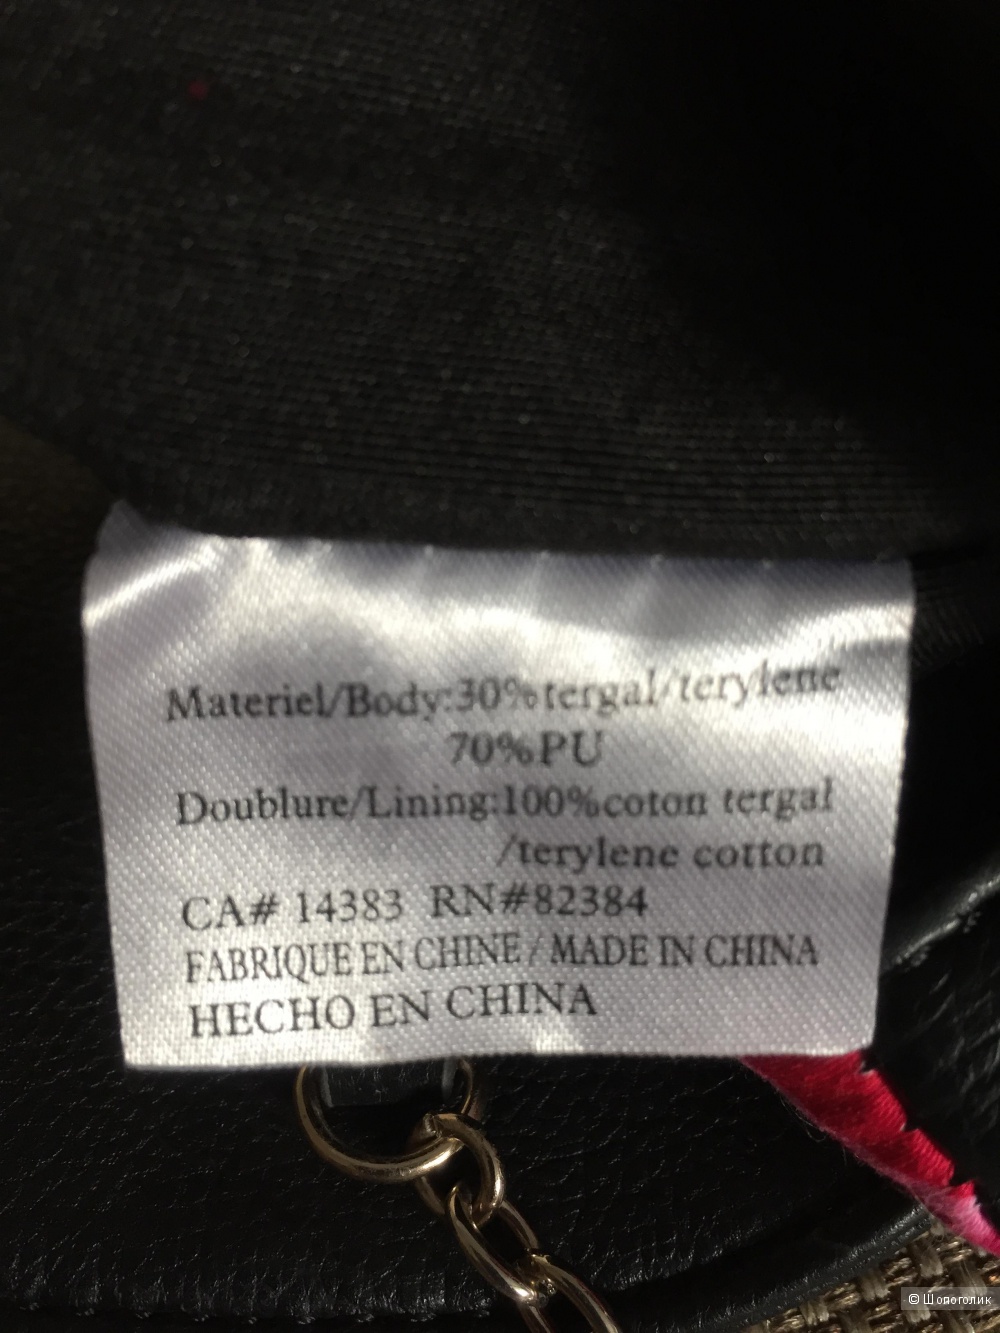 Materiel/Body:30%tergal/terylene
70%PU
Doublure/Lining:100%coton tergal
/terylene cotton
CA# 14383 RN#82384
FABRIQUE EN CHINE / MADE IN CHINA
HECHO EN CHINA
© Шопоголик